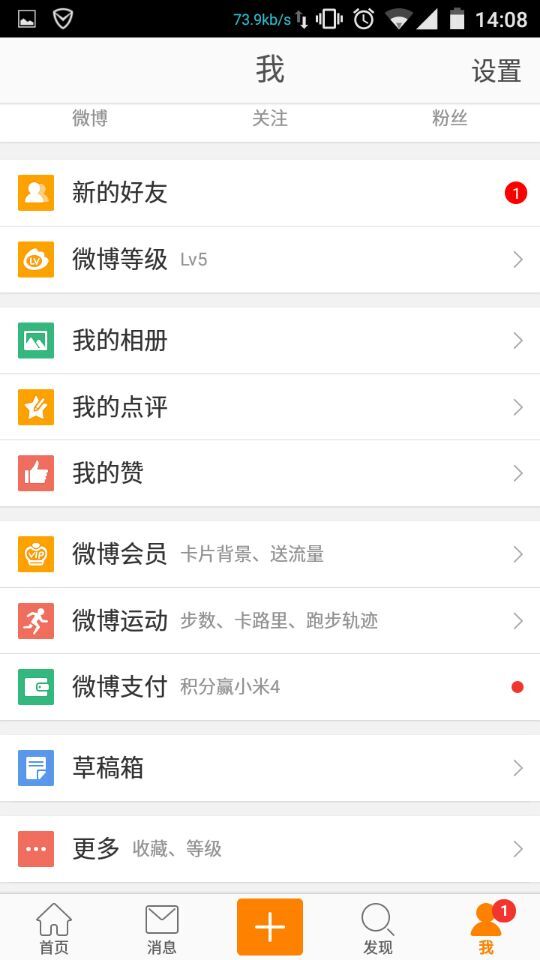 73.9kb/s 14:08
我 设置
微博 关注 粉丝
新的好友 1
微博等级 Lv5
我的相册
我的点评
我的赞
微博会员 卡片背景、送流量
微博运动 步数、卡路里、跑步轨迹
微博支付 积分赢小米4
草稿箱
更多 收藏、等级
1
首页 消息 发现 我